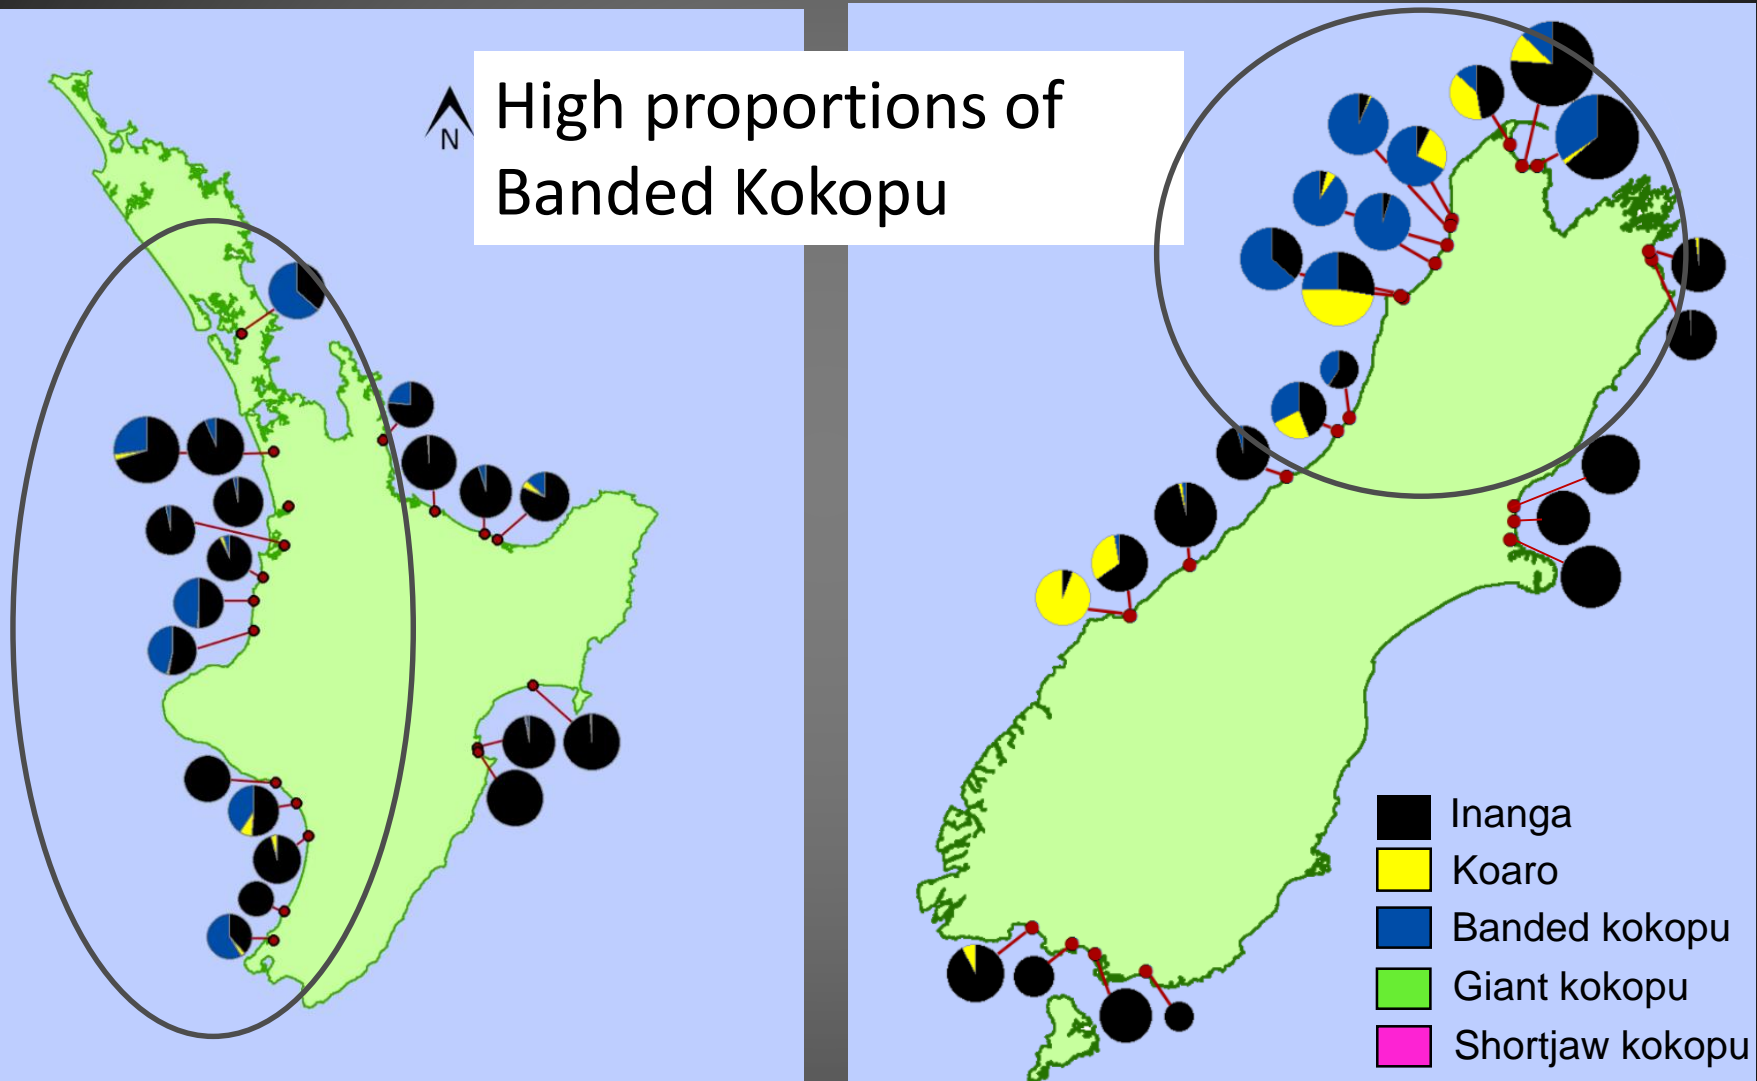 High proportions of
Banded Kokopu
N
Inanga
Koaro
Banded kokopu
Giant kokopu
Shortjaw kokopu